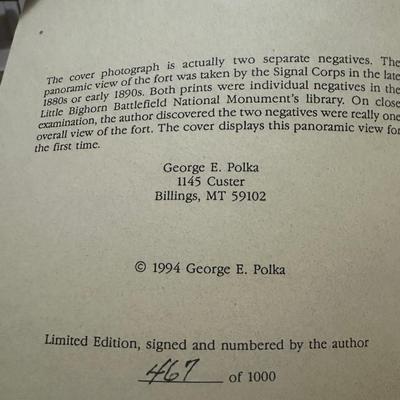 The cover photograph is actually two separate negatives. The
panoramic view of the fort was taken by the Signal Corps in the late
1880s or early 1890s. Both prints were individual negatives in the
Little Bighorn Battlefield National Monument's library. On close
examination, the author discovered the two negatives were really one
overall view of the fort. The cover displays this panoramic view for
the first time.
George E. Polka
1145 Custer
Billings, MT 59102
© 1994 George E. Polka
Limited Edition, signed and numbered by the author
467 of 1000